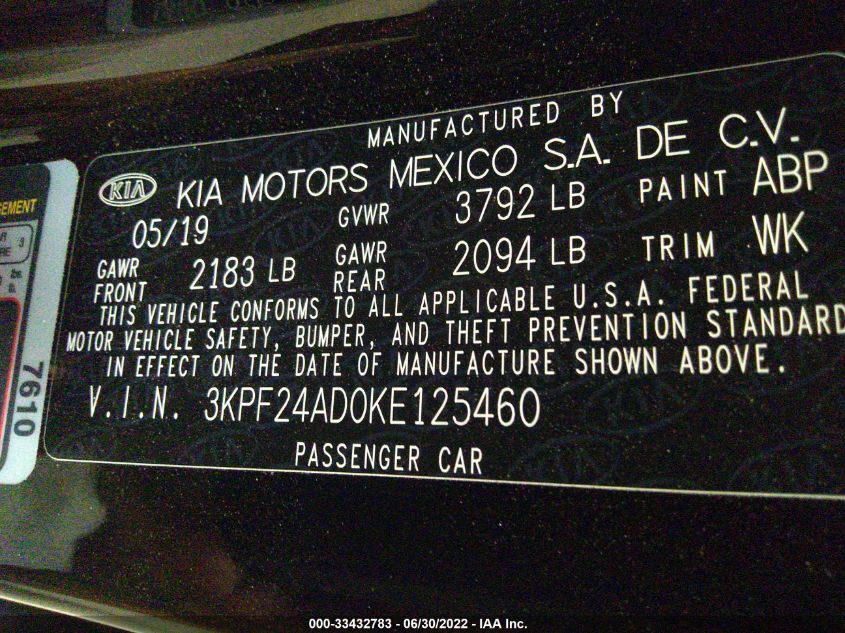 MANUFACTURED BY
KIA KIA MOTORS MEXICO S.A. DE C.V.
05/19 GVWR 3792 LB PAINT ABP
GAWR FRONT 2183 LB GAWR REAR 2094 LB TRIM WK
THIS VEHICLE CONFORMS TO ALL APPLICABLE U.S.A. FEDERAL
MOTOR VEHICLE SAFETY, BUMPER, AND THEFT PREVENTION STANDARD
IN EFFECT ON THE DATE OF MANUFACTURE SHOWN ABOVE.
V.I.N. 3KPF24AD0KE125460
PASSENGER CAR
7610
000-33432783 - 06/30/2022 - IAA Inc.